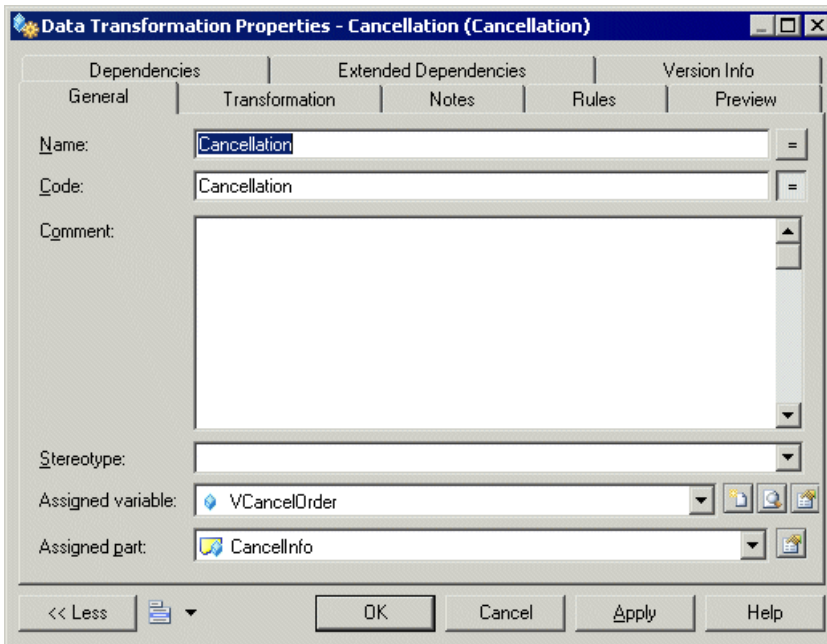 Data Transformation Properties - Cancellation (Cancellation)
Dependencies Extended Dependencies Version Info
General Transformation Notes Rules Preview
Name: Cancellation =
Code: Cancellation =
Comment:
Stereotype:
Assigned variable: VCancelOrder
Assigned part: CancelInfo
<< Less OK Cancel Apply Help